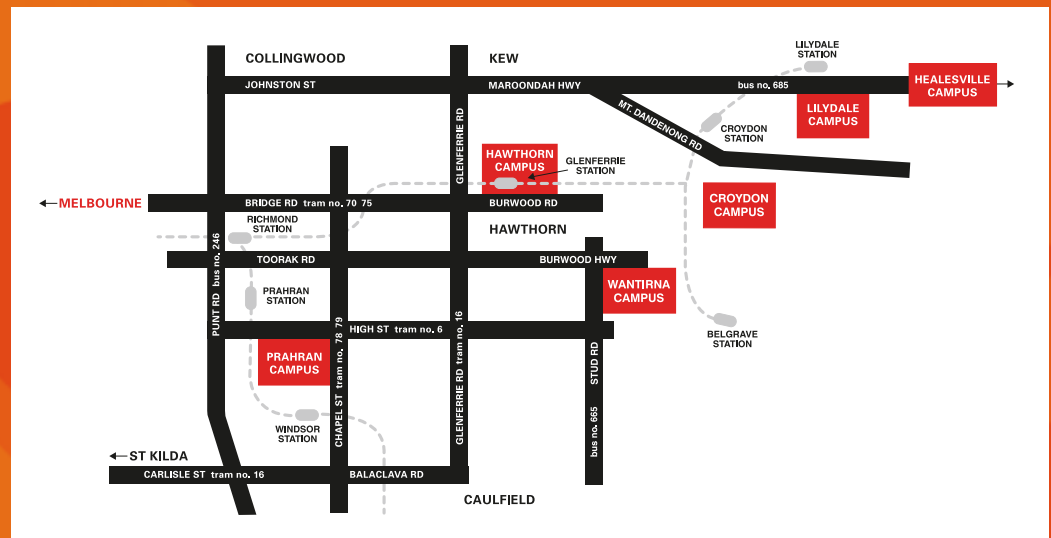 COLLINGWOOD
KEW
LILYDALE
STATION
JOHNSTON ST
MAROONDAH HWY
bus no. 685
HEALESVILLE
CAMPUS
LILYDALE
CAMPUS
MT. DANDENONG RD
CROYDON
STATION
GLENFERRIE RD
HAWTHORN
CAMPUS
GLENFERRIE
STATION
CROYDON
CAMPUS
MELBOURNE
BRIDGE RD tram no. 70 75
BURWOOD RD
RICHMOND
STATION
HAWTHORN
PUNT RD bus no. 246
TOORAK RD
BURWOOD HWY
WANTIRNA
CAMPUS
PRAHRAN
STATION
HIGH ST tram no. 6
BELGRAVE
STATION
PRAHRAN
CAMPUS
CHAPEL ST tram no. 78 79
GLENFERRIE RD tram no. 16
STUD RD
bus no. 665
WINDSOR
STATION
ST KILDA
CARLISLE ST tram no. 16
BALACLAVA RD
CAULFIELD